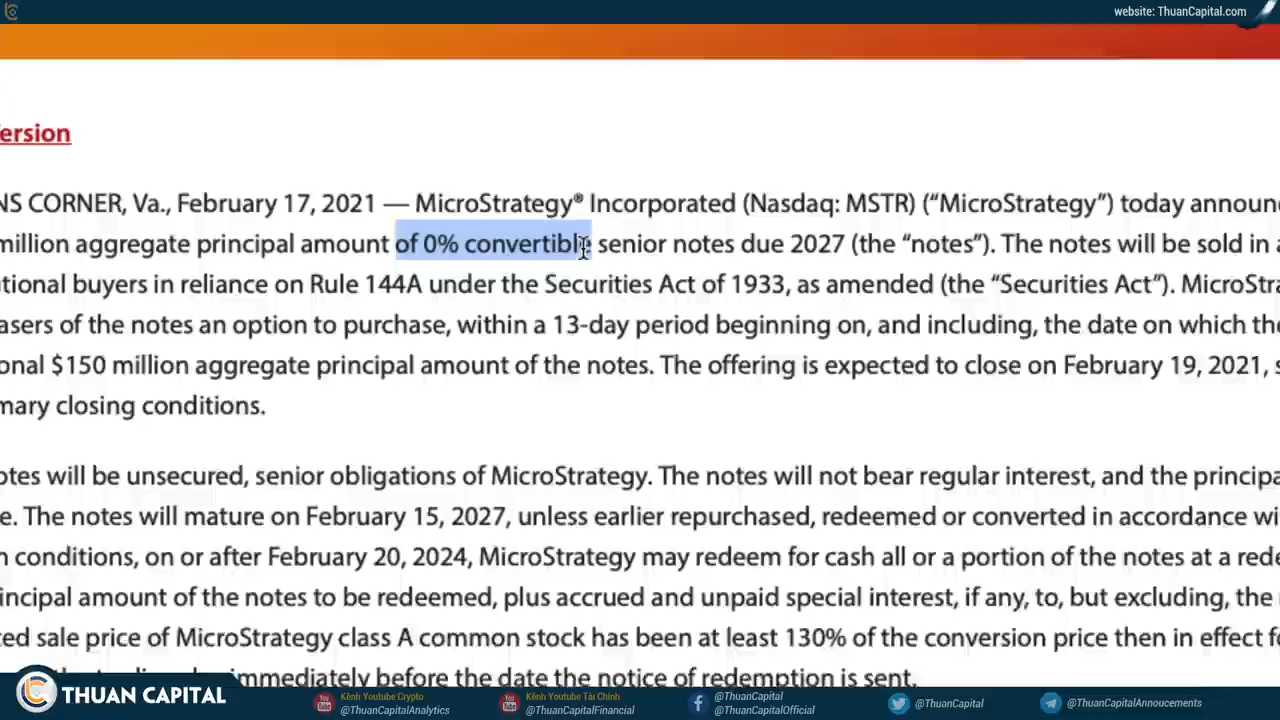 website: ThuanCapital.com
ersion
NS CORNER, Va., February 17, 2021 — MicroStrategy® Incorporated (Nasdaq: MSTR) (“MicroStrategy”) today announ
million aggregate principal amount of 0% convertible senior notes due 2027 (the “notes”). The notes will be sold in a
tional buyers in reliance on Rule 144A under the Securities Act of 1933, as amended (the “Securities Act”). MicroStra
asers of the notes an option to purchase, within a 13-day period beginning on, and including, the date on which the
onal $150 million aggregate principal amount of the notes. The offering is expected to close on February 19, 2021, s
mary closing conditions.
otes will be unsecured, senior obligations of MicroStrategy. The notes will not bear regular interest, and the principa
e. The notes will mature on February 15, 2027, unless earlier repurchased, redeemed or converted in accordance wi
n conditions, on or after February 20, 2024, MicroStrategy may redeem for cash all or a portion of the notes at a rede
incipal amount of the notes to be redeemed, plus accrued and unpaid special interest, if any, to, but excluding, the
ted sale price of MicroStrategy class A common stock has been at least 130% of the conversion price then in effect fo
immediately before the date the notice of redemption is sent.
THUAN CAPITAL
Kênh Youtube Crypto
@ThuanCapitalAnalytics
Kênh Youtube Tài Chính
@ThuanCapitalFinancial
@ThuanCapital
@ThuanCapitalOfficial
@ThuanCapital
@ThuanCapitalAnnoucements